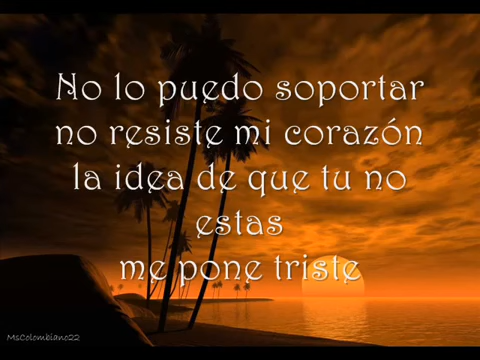 No lo puedo soportar
no resiste mi corazón
la idea de que tu no
estas
me pone triste
MsColombiano22